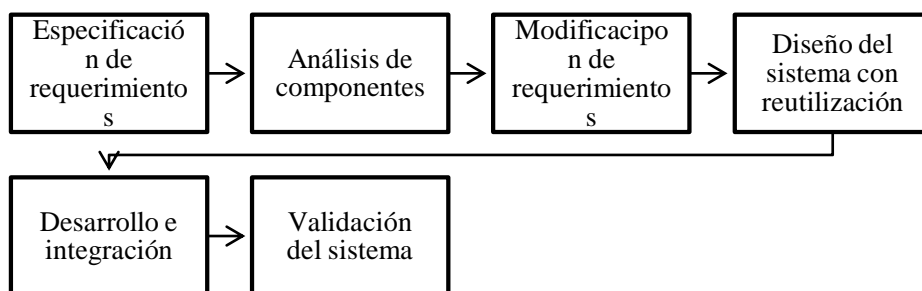 Especificació
n de
requerimiento
s
Análisis de
componentes
Modificacipo
n de
requerimiento
s
Diseño del
sistema con
reutilización
Desarrollo e
integración
Validación
del sistema